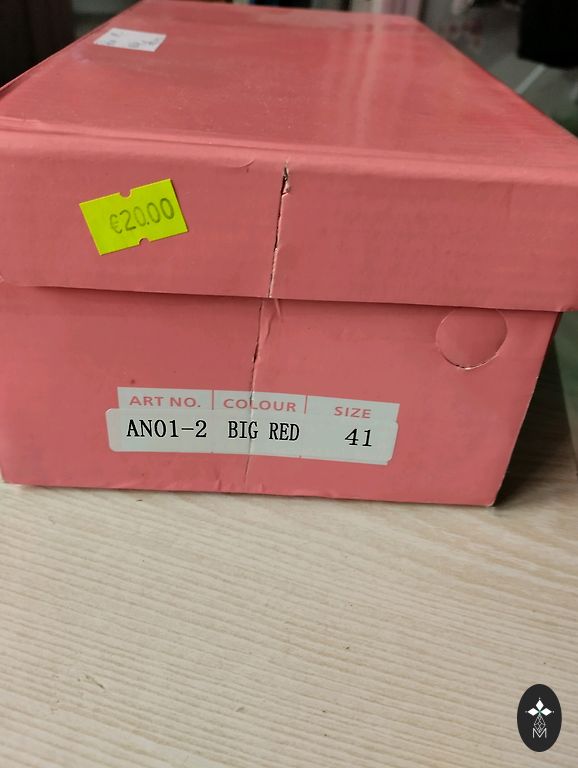 €20.00
ART NO. COLOUR SIZE
AN01-2 BIG RED 41
M